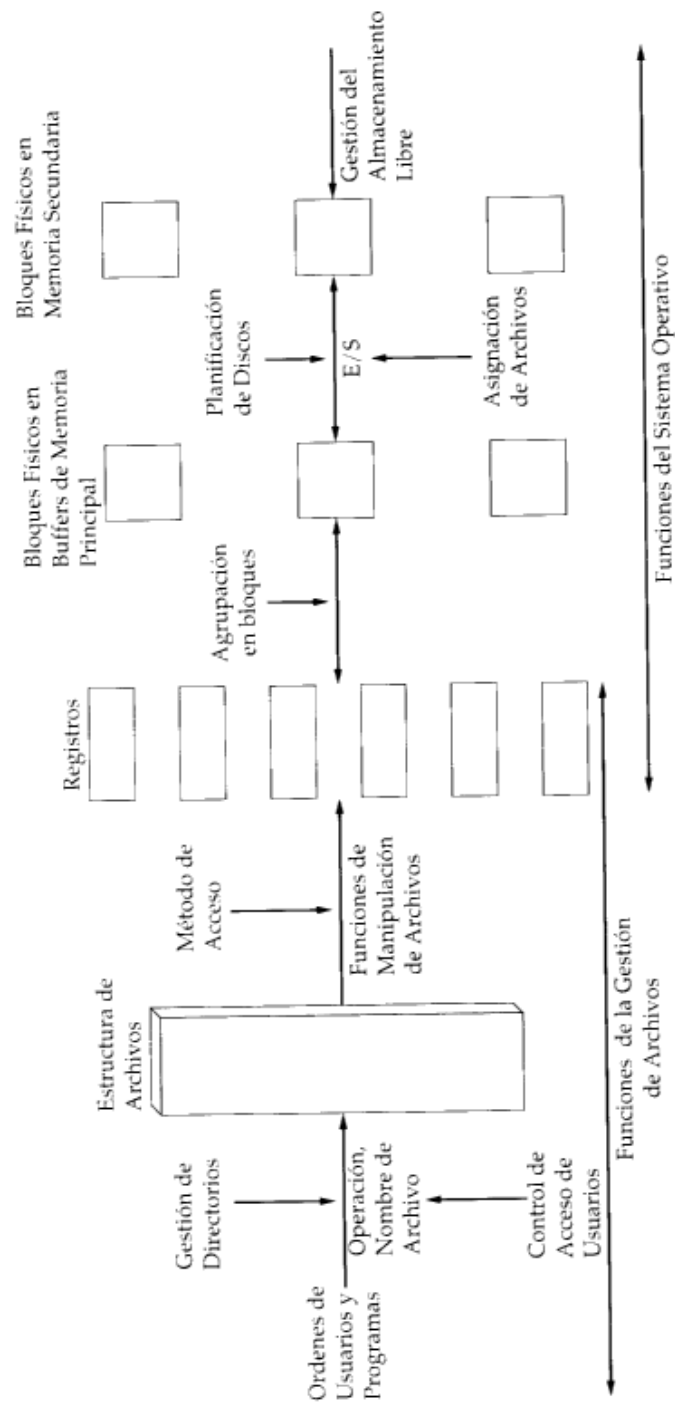 Ordenes de
Usuarios y
Programas
Gestión de
Directorios
Operación,
Nombre de
Archivo
Control de
Acceso de
Usuarios
Estructura de
Archivos
Método de
Acceso
Funciones de
Manipulación
de Archivos
Registros
Agrupación
en bloques
Bloques Físicos en
Buffers de Memoria
Principal
Planificación
de Discos
E/S
Asignación
de Archivos
Bloques Físicos en
Memoria Secundaria
Gestión del
Almacenamiento
Libre
Funciones de la Gestión
de Archivos
Funciones del Sistema Operativo